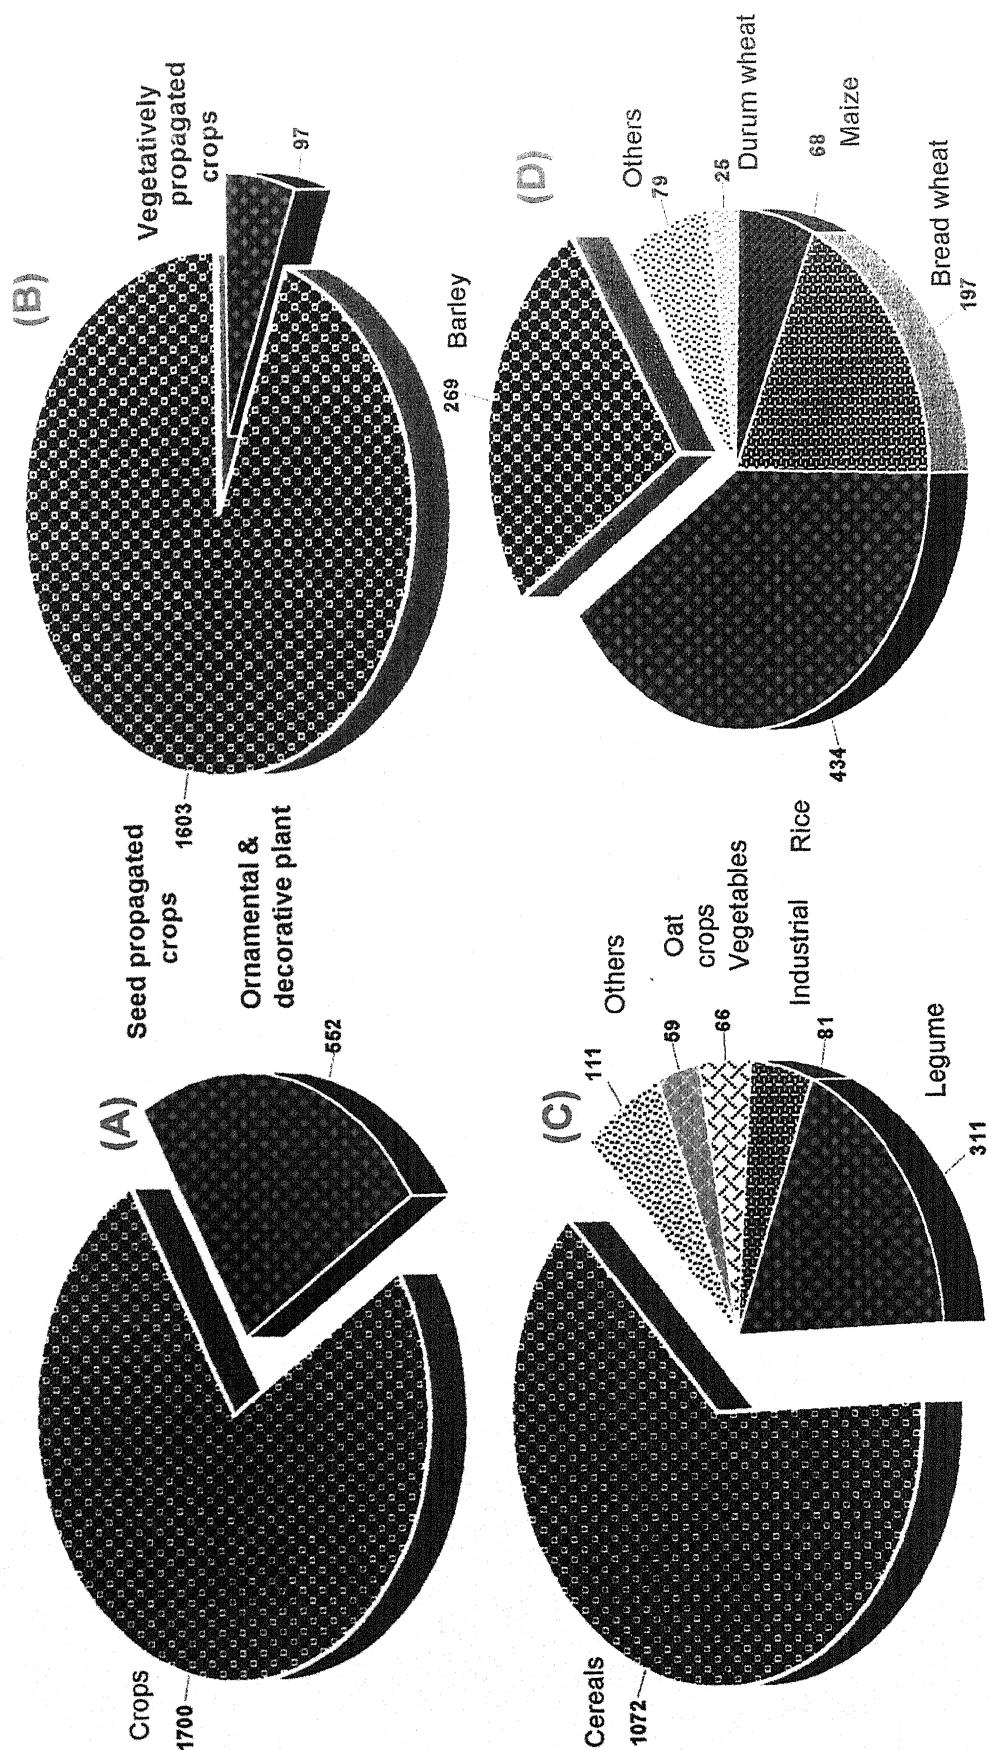 (A)
Crops
1700
Ornamental &
decorative plant
552
(B)
Seed propagated
crops
1603
Vegetatively
propagated
crops
97
(C)
Cereals
1072
Others
111
Oat
crops
59
Vegetables
66
Industrial
81
Legume
311
(D)
Barley
269
Others
79
25
Durum wheat
68
Maize
Bread wheat
197
434
Rice